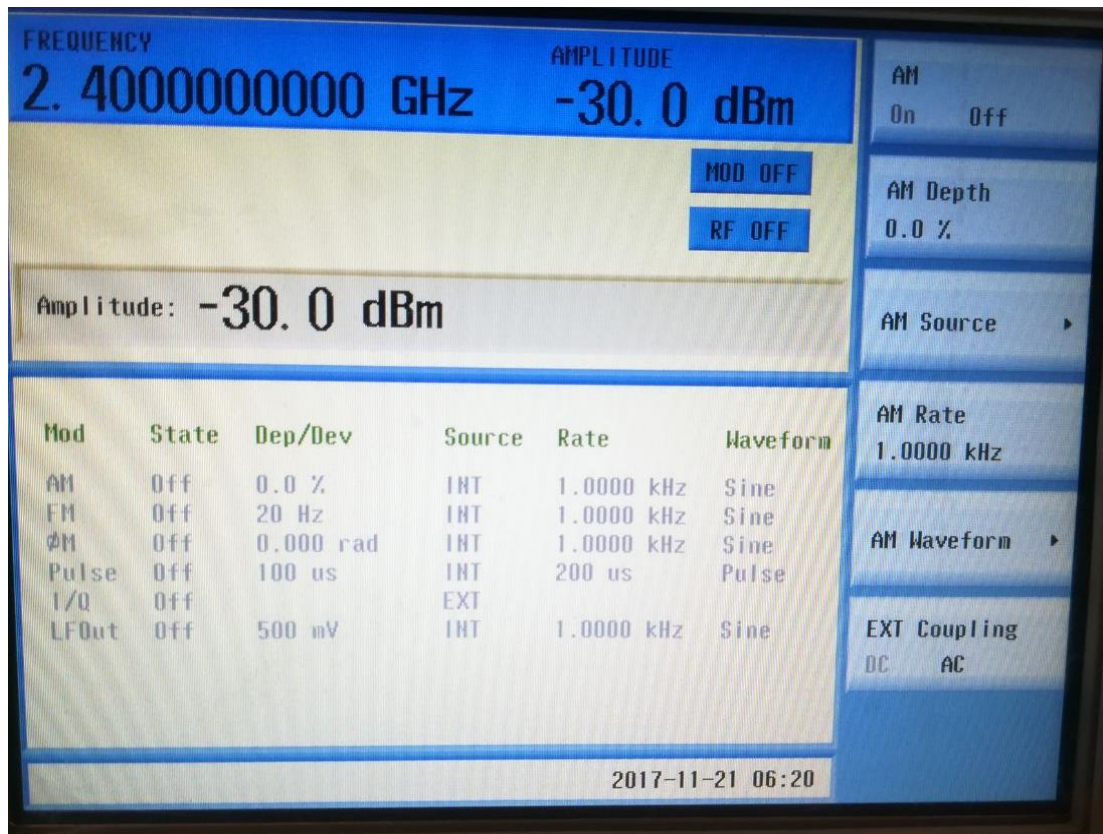 FREQUENCY
2.4000000000 GHz
AMPLITUDE
-30.0 dBm
MOD OFF
RF OFF
Amplitude: -30.0 dBm
Mod State Dep/Dev Source Rate Waveform
AM Off 0.0 % INT 1.0000 kHz Sine
FM Off 20 Hz INT 1.0000 kHz Sine
ØM Off 0.000 rad INT 1.0000 kHz Sine
Pulse Off 100 us INT 200 us Pulse
I/Q Off EXT
LFOut Off 500 mV INT 1.0000 kHz Sine
2017-11-21 06:20
AM
On Off
AM Depth
0.0 %
AM Source
AM Rate
1.0000 kHz
AM Waveform
EXT Coupling
DC AC